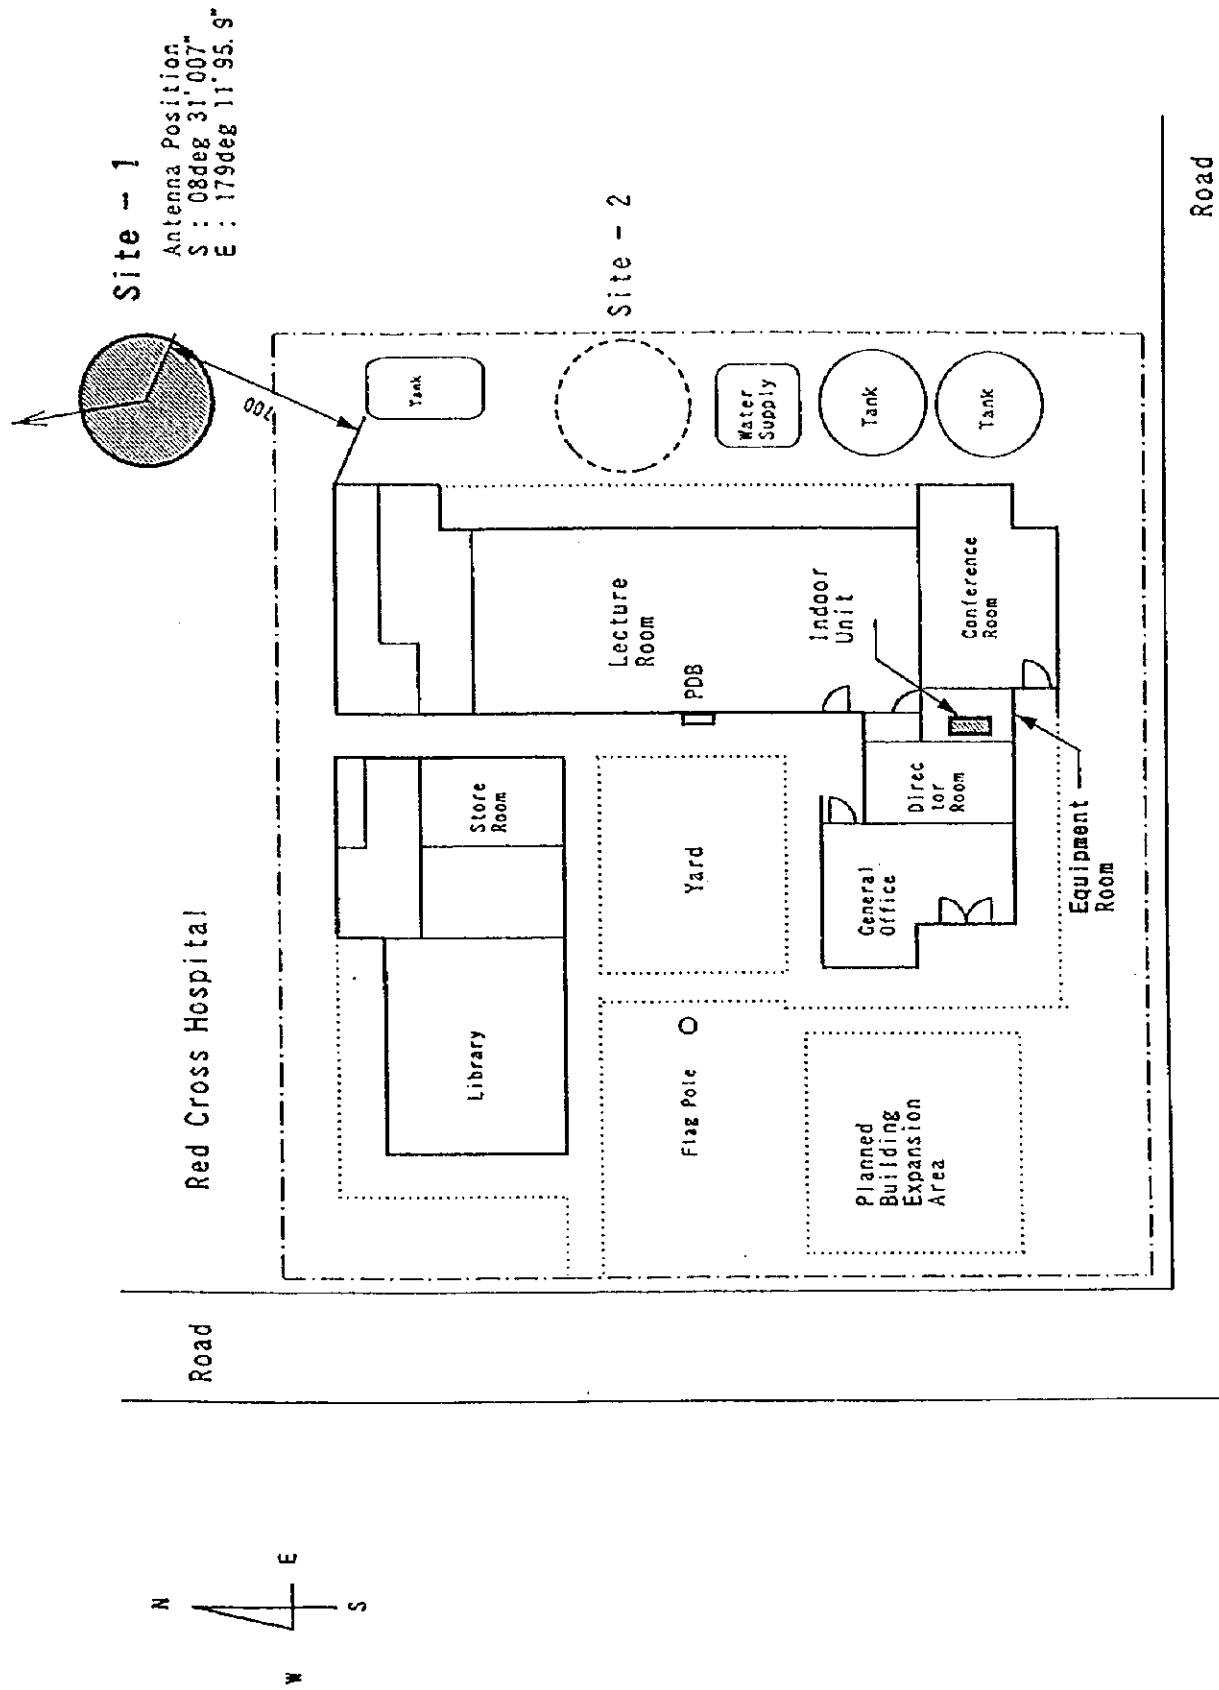 Site - 1
Antenna Position
S : 08deg 31' 007"
E : 179deg 11' 95. 9"
700
Tank
Site - 2
Water
Supply
Tank
Tank
Road
Lecture
Room
PDB
Indoor
Unit
Conference
Room
Store
Room
Yard
Direc
tor
Room
General
Office
Equipment
Room
Red Cross Hospital
Library
Flag Pole
Planned
Building
Expansion
Area
Road
N
E
S
W